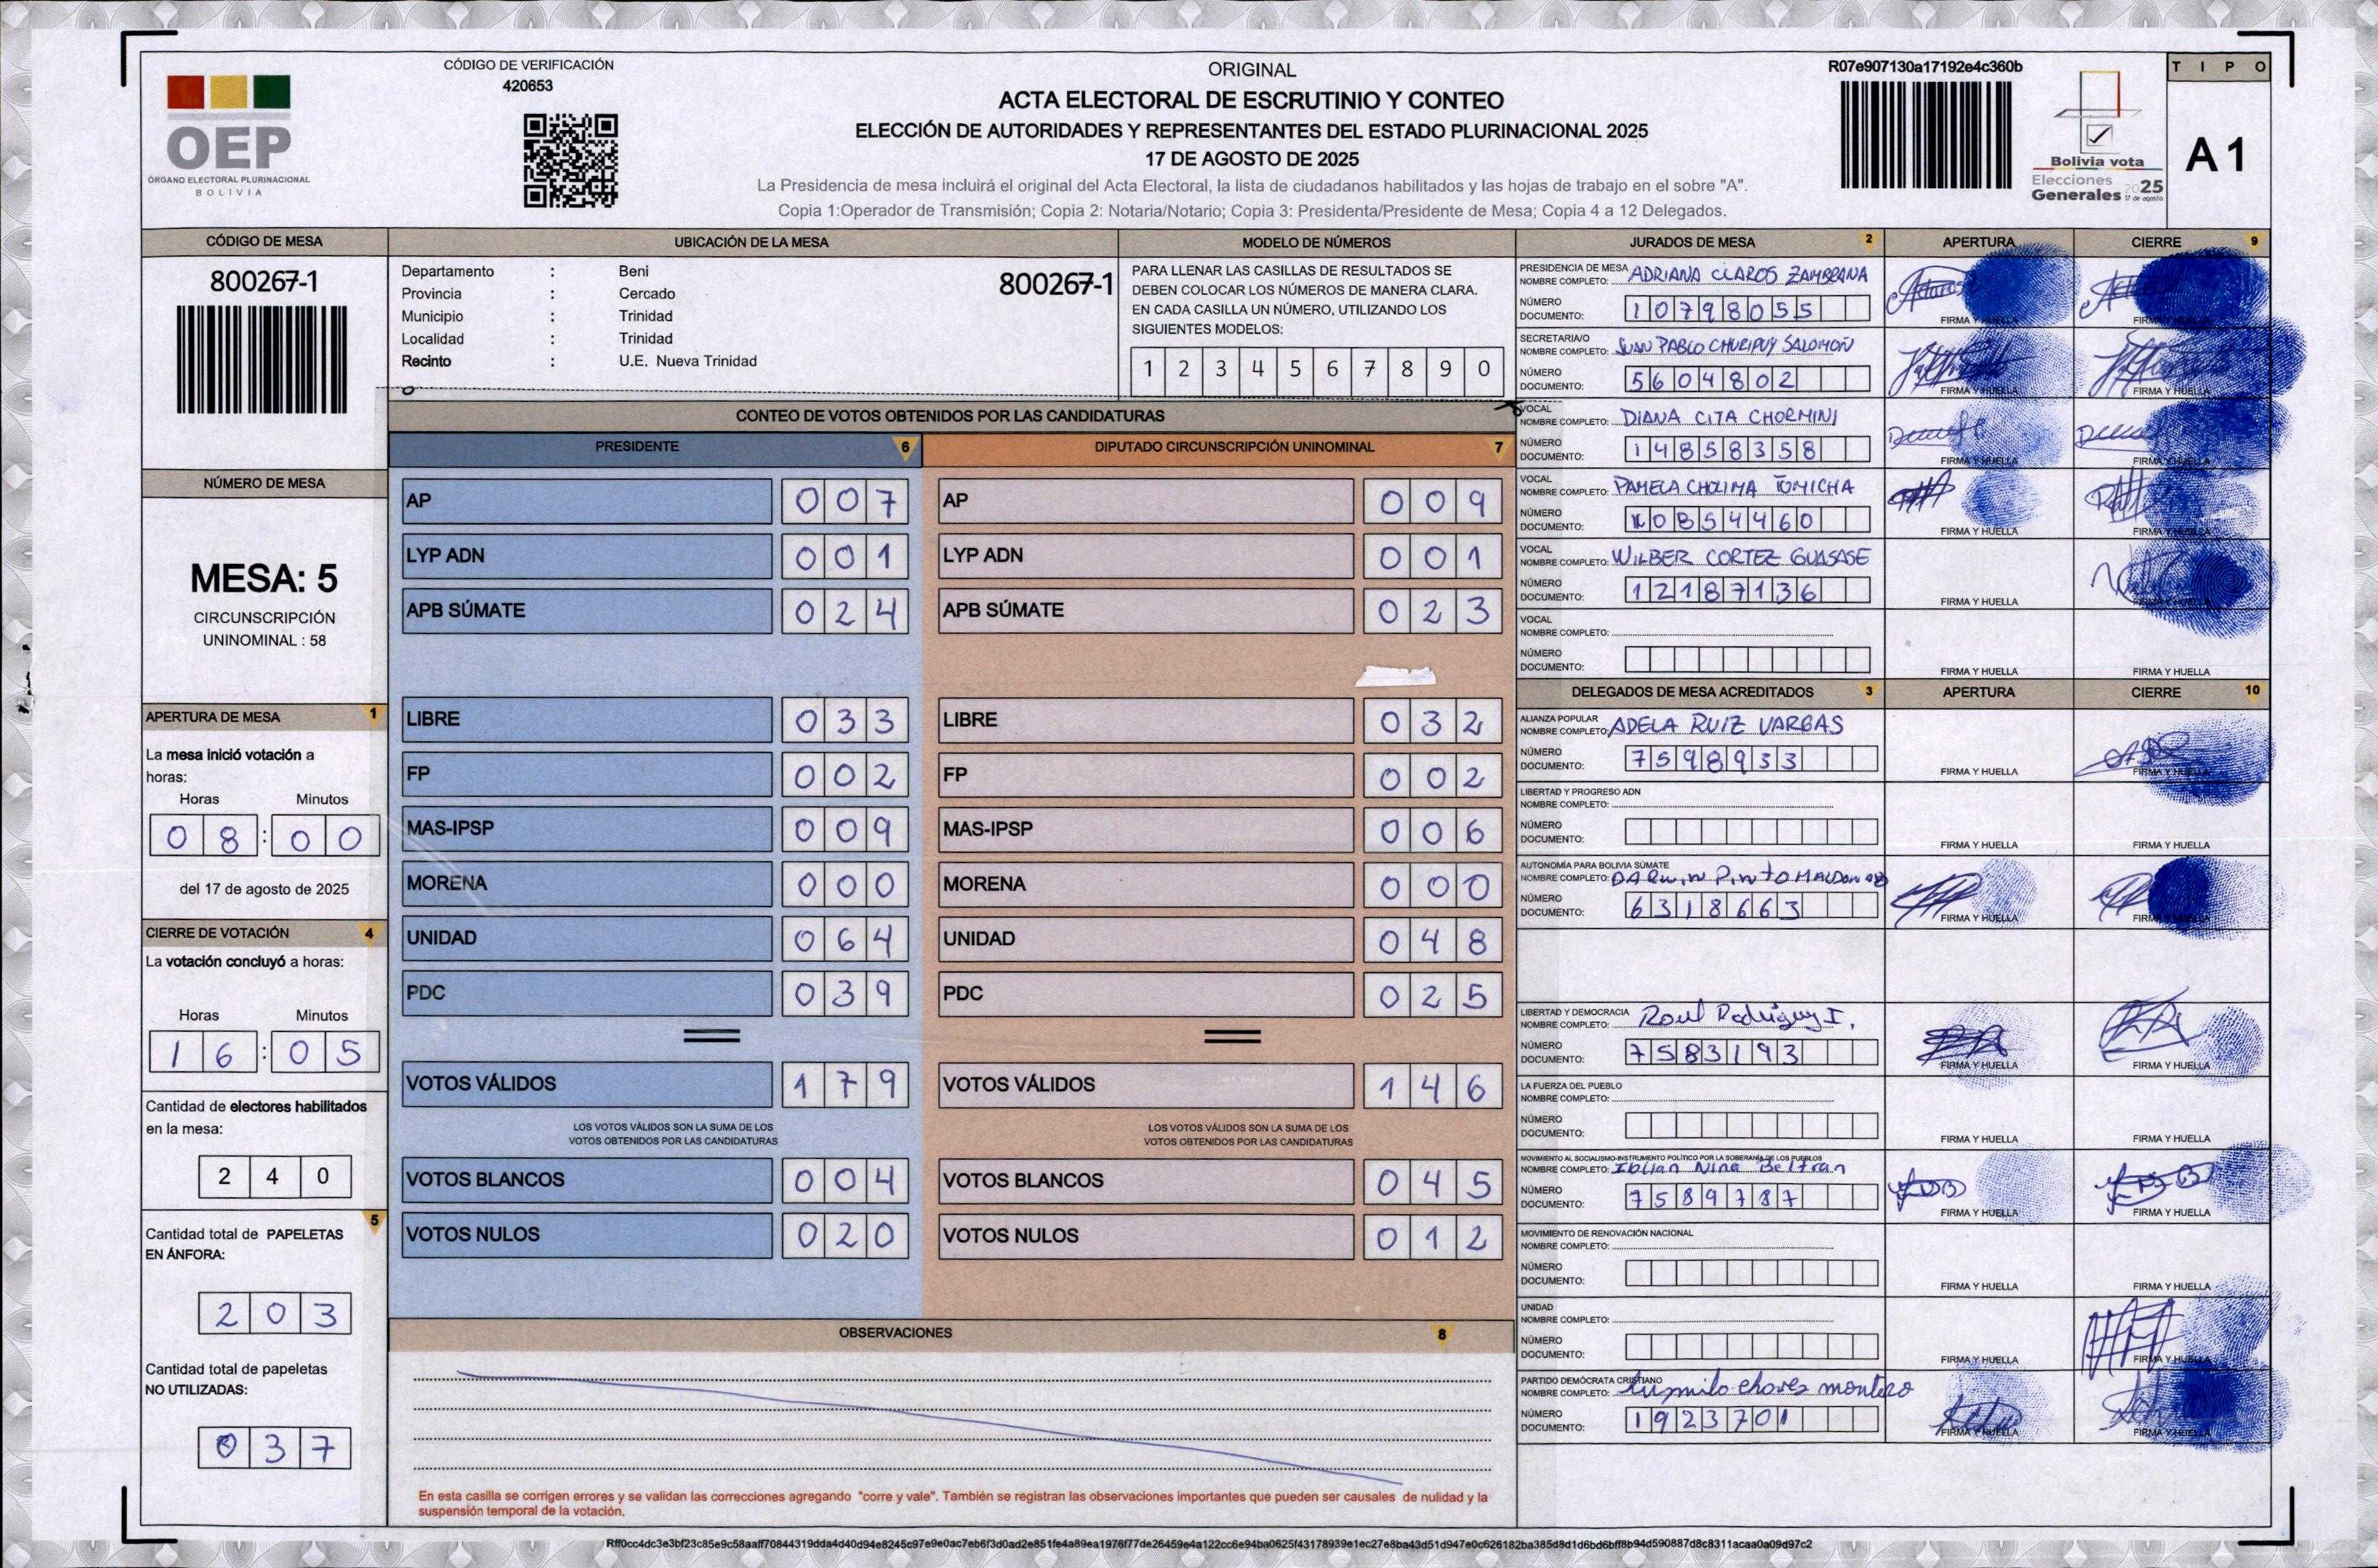 CÓDIGO DE VERIFICACIÓN
420653
OEP
ÓRGANO ELECTORAL PLURINACIONAL
BOLIVIA
ORIGINAL
ACTA ELECTORAL DE ESCRUTINIO Y CONTEO
ELECCIÓN DE AUTORIDADES Y REPRESENTANTES DEL ESTADO PLURINACIONAL 2025
17 DE AGOSTO DE 2025
La Presidencia de mesa incluirá el original del Acta Electoral, la lista de ciudadanos habilitados y las hojas de trabajo en el sobre "A".
Copia 1:Operador de Transmisión; Copia 2: Notaria/Notario; Copia 3: Presidenta/Presidente de Mesa; Copia 4 a 12 Delegados.
R07e907130a17192e4c360b
Bolivia vota
Elecciones
Generales 2025
17 de agosto
TIPO
A 1
CÓDIGO DE MESA
800267-1
NÚMERO DE MESA
MESA: 5
CIRCUNSCRIPCIÓN
UNINOMINAL : 58
APERTURA DE MESA 1
La mesa inició votación a
horas:
Horas Minutos
08:00
del 17 de agosto de 2025
CIERRE DE VOTACIÓN 4
La votación concluyó a horas:
Horas Minutos
16:05
Cantidad de electores habilitados
en la mesa:
240
5
Cantidad total de PAPELETAS
EN ÁNFORA:
203
Cantidad total de papeletas
NO UTILIZADAS:
037
UBICACIÓN DE LA MESA
Departamento : Beni
800267-1
Provincia : Cercado
Municipio : Trinidad
Localidad : Trinidad
Recinto : U.E. Nueva Trinidad
MODELO DE NÚMEROS
PARA LLENAR LAS CASILLAS DE RESULTADOS SE
DEBEN COLOCAR LOS NÚMEROS DE MANERA CLARA.
EN CADA CASILLA UN NÚMERO, UTILIZANDO LOS
SIGUIENTES MODELOS:
1 2 3 4 5 6 7 8 9 0
CONTEO DE VOTOS OBTENIDOS POR LAS CANDIDATURAS
PRESIDENTE 6
AP 007
LYP ADN 001
APB SÚMATE 024
LIBRE 033
FP 002
MAS-IPSP 009
MORENA 000
UNIDAD 064
PDC 039
VOTOS VÁLIDOS 179
LOS VOTOS VÁLIDOS SON LA SUMA DE LOS
VOTOS OBTENIDOS POR LAS CANDIDATURAS
VOTOS BLANCOS 004
VOTOS NULOS 020
DIPUTADO CIRCUNSCRIPCIÓN UNINOMINAL 7
AP 009
LYP ADN 001
APB SÚMATE 023
LIBRE 032
FP 002
MAS-IPSP 006
MORENA 000
UNIDAD 048
PDC 025
VOTOS VÁLIDOS 146
LOS VOTOS VÁLIDOS SON LA SUMA DE LOS
VOTOS OBTENIDOS POR LAS CANDIDATURAS
VOTOS BLANCOS 045
VOTOS NULOS 012
OBSERVACIONES 8
En esta casilla se corrigen errores y se validan las correcciones agregando "corre y vale". También se registran las observaciones importantes que pueden ser causales de nulidad y la
suspensión temporal de la votación.
JURADOS DE MESA 2 APERTURA CIERRE 9
PRESIDENCIA DE MESA
NOMBRE COMPLETO: ADRIANA CLAROS ZAMBRANA
NÚMERO
DOCUMENTO: 10798055
FIRMA Y HUELLA FIRMA Y HUELLA
SECRETARIA/O
NOMBRE COMPLETO: JUAN PABLO CHURIPUY SALOMON
NÚMERO
DOCUMENTO: 5604802
FIRMA Y HUELLA FIRMA Y HUELLA
VOCAL
NOMBRE COMPLETO: DIANA CITA CHORMINI
NÚMERO
DOCUMENTO: 14858358
FIRMA Y HUELLA FIRMA Y HUELLA
VOCAL
NOMBRE COMPLETO: PAMELA CHOLIMA TOMICHA
NÚMERO
DOCUMENTO:
FIRMA Y HUELLA FIRMA Y HUELLA
VOCAL
NOMBRE COMPLETO: WILBER CORTEZ GUASASE
NÚMERO
DOCUMENTO: 12187136
FIRMA Y HUELLA FIRMA Y HUELLA
VOCAL
NOMBRE COMPLETO:
NÚMERO
DOCUMENTO:
FIRMA Y HUELLA FIRMA Y HUELLA
DELEGADOS DE MESA ACREDITADOS 3 APERTURA CIERRE 10
ALIANZA POPULAR
NOMBRE COMPLETO: ADELA RUIZ VARGAS
NÚMERO
DOCUMENTO: 7598933
FIRMA Y HUELLA FIRMA Y HUELLA
LIBERTAD Y PROGRESO ADN
NOMBRE COMPLETO:
NÚMERO
DOCUMENTO:
FIRMA Y HUELLA FIRMA Y HUELLA
AUTONOMÍA PARA BOLIVIA SÚMATE
NOMBRE COMPLETO: DARWIN PINTO MALDONADO
NÚMERO
DOCUMENTO: 6318663
FIRMA Y HUELLA FIRMA Y HUELLA
LIBERTAD Y DEMOCRACIA
NOMBRE COMPLETO: Raul Rodriguez I.
NÚMERO
DOCUMENTO: 7583193
FIRMA Y HUELLA FIRMA Y HUELLA
LA FUERZA DEL PUEBLO
NOMBRE COMPLETO:
NÚMERO
DOCUMENTO:
FIRMA Y HUELLA FIRMA Y HUELLA
MOVIMIENTO AL SOCIALISMO-INSTRUMENTO POLÍTICO POR LA SOBERANÍA DE LOS PUEBLOS
NOMBRE COMPLETO: Iblian Nina Beltran
NÚMERO
DOCUMENTO: 7589787
FIRMA Y HUELLA FIRMA Y HUELLA
MOVIMIENTO DE RENOVACIÓN NACIONAL
NOMBRE COMPLETO:
NÚMERO
DOCUMENTO:
FIRMA Y HUELLA FIRMA Y HUELLA
UNIDAD
NOMBRE COMPLETO:
NÚMERO
DOCUMENTO:
FIRMA Y HUELLA FIRMA Y HUELLA
PARTIDO DEMÓCRATA CRISTIANO
NOMBRE COMPLETO: montero
NÚMERO
DOCUMENTO: 1923701
FIRMA Y HUELLA FIRMA Y HUELLA